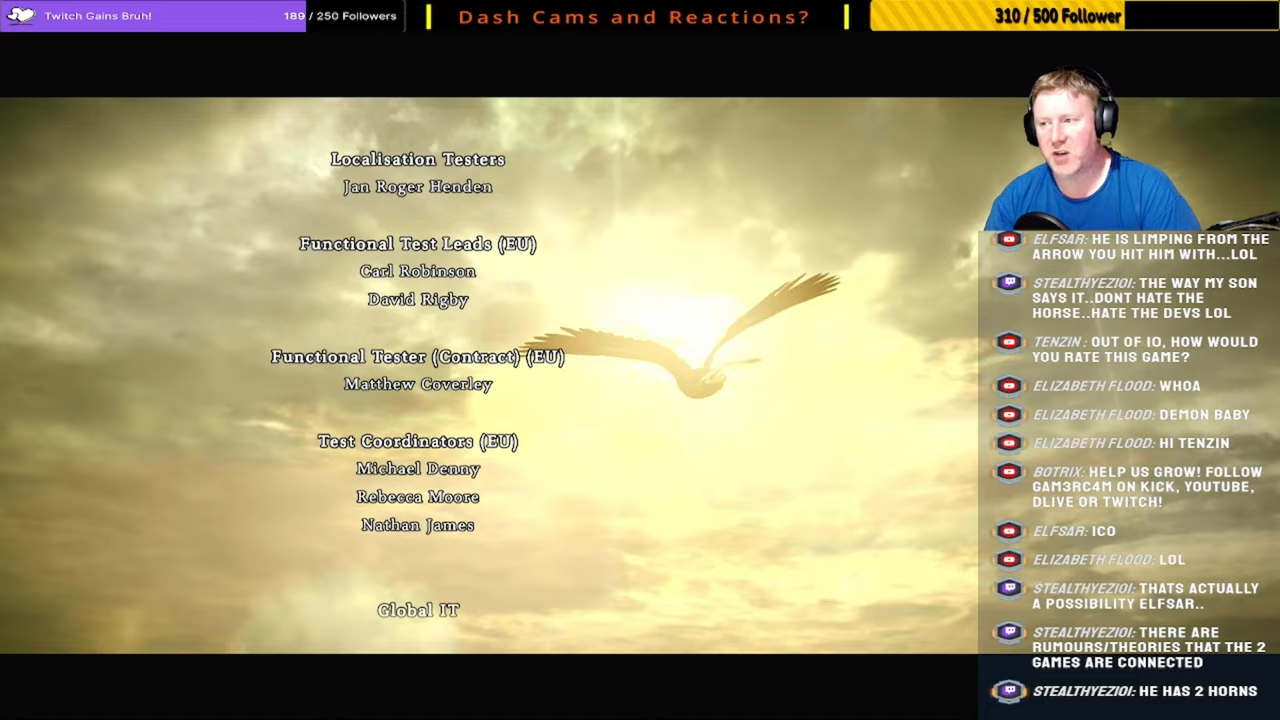 Twitch Gains Bruh!
189 / 250 Followers
Dash Cams and Reactions?
310 / 500 Follower
Localisation Testers
Jan Roger Henden
Functional Test Leads (EU)
Carl Robinson
David Rigby
Functional Tester (Contract) (EU)
Matthew Coverley
Test Coordinators (EU)
Michael Denny
Rebecca Moore
Nathan James
Global IT
ELFSAR: HE IS LIMPING FROM THE
ARROW YOU HIT HIM WITH...LOL
STEALTHYEZIO1: THE WAY MY SON
SAYS IT..DONT HATE THE
HORSE..HATE THE DEVS LOL
TENZIN : OUT OF 10, HOW WOULD
YOU RATE THIS GAME?
ELIZABETH FLOOD: WHOA
ELIZABETH FLOOD: DEMON BABY
ELIZABETH FLOOD: HI TENZIN
BOTRIX: HELP US GROW! FOLLOW
GAM3RC4M ON KICK, YOUTUBE,
DLIVE OR TWITCH!
ELFSAR: ICO
ELIZABETH FLOOD: LOL
STEALTHYEZIO1: THATS ACTUALLY
A POSSIBILITY ELFSAR..
STEALTHYEZIO1: THERE ARE
RUMOURS/THEORIES THAT THE 2
GAMES ARE CONNECTED
STEALTHYEZIO1: HE HAS 2 HORNS